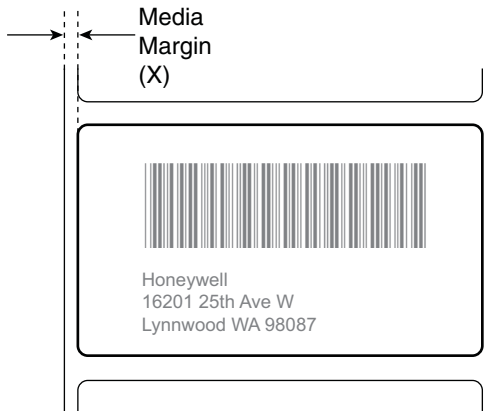 Media
Margin
(X)
Honeywell
16201 25th Ave W
Lynnwood WA 98087